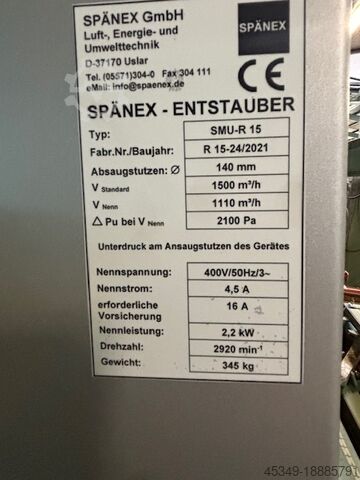 SPÄNEX GmbH
Luft-, Energie- und
Umwelttechnik
D-37170 Uslar
Tel. (05571)304-0 Fax 304 111
eMail: info@spaenex.de
SPÄNEX
CE
SPÄNEX - ENTSTAUBER
Typ: SMU-R 15
Fabr.Nr./Baujahr: R 15-24/2021
Absaugstutzen: Ø 140 mm
V Standard 1500 m³/h
V Nenn 1110 m³/h
△ Pu bei V Nenn 2100 Pa
Unterdruck am Ansaugstutzen des Gerätes
Nennspannung: 400V/50Hz/3~
Nennstrom: 4,5 A
erforderliche
Vorsicherung 16 A
Nennleistung: 2,2 kW
Drehzahl: 2920 min⁻¹
Gewicht: 345 kg
45349-18885791